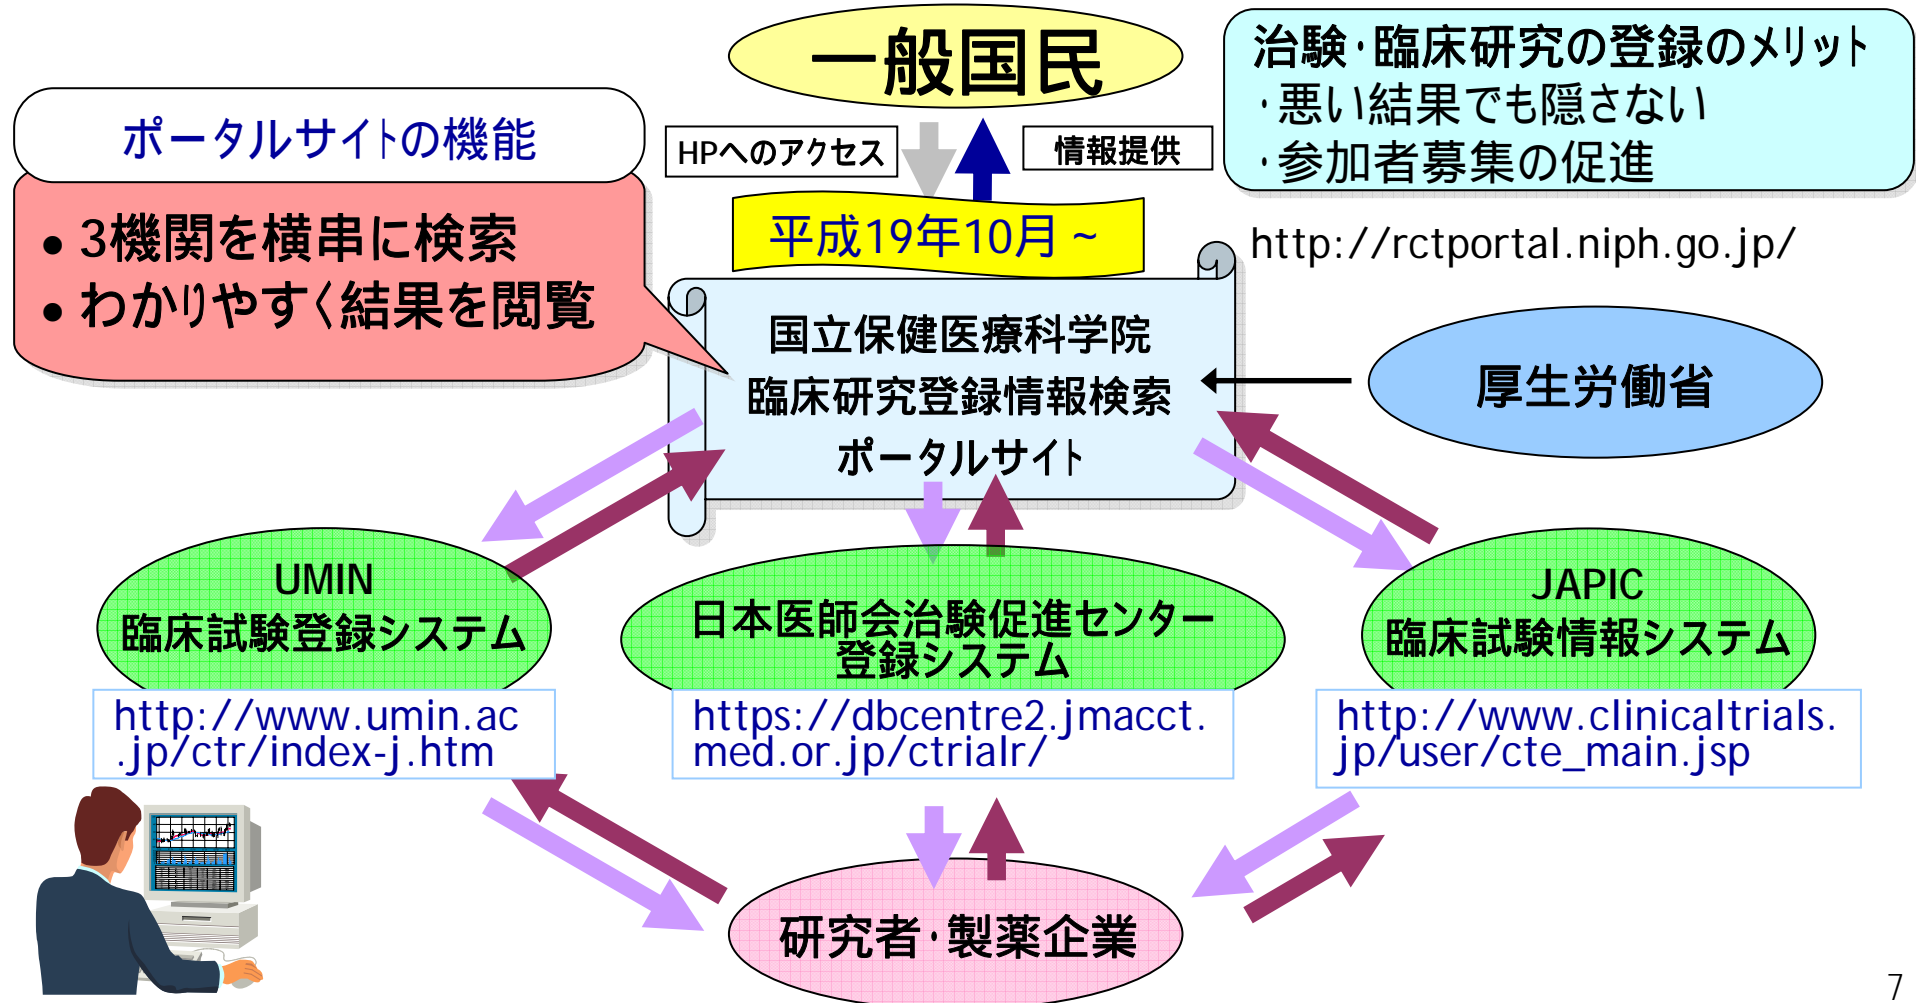 一般国民
治験・臨床研究の登録のメリット
・悪い結果でも隠さない
・参加者募集の促進
ポータルサイトの機能
HPへのアクセス
情報提供
• 3機関を横串に検索
• わかりやすく結果を閲覧
平成19年10月~
http://rctportal.niph.go.jp/
国立保健医療科学院
臨床研究登録情報検索
ポータルサイト
厚生労働省
UMIN
臨床試験登録システム
日本医師会治験促進センター
登録システム
JAPIC
臨床試験情報システム
http://www.umin.ac
.jp/ctr/index-j.htm
https://dbcentre2.jmacct.
med.or.jp/ctrialr/
http://www.clinicaltrials.
jp/user/cte_main.jsp
研究者・製薬企業
7